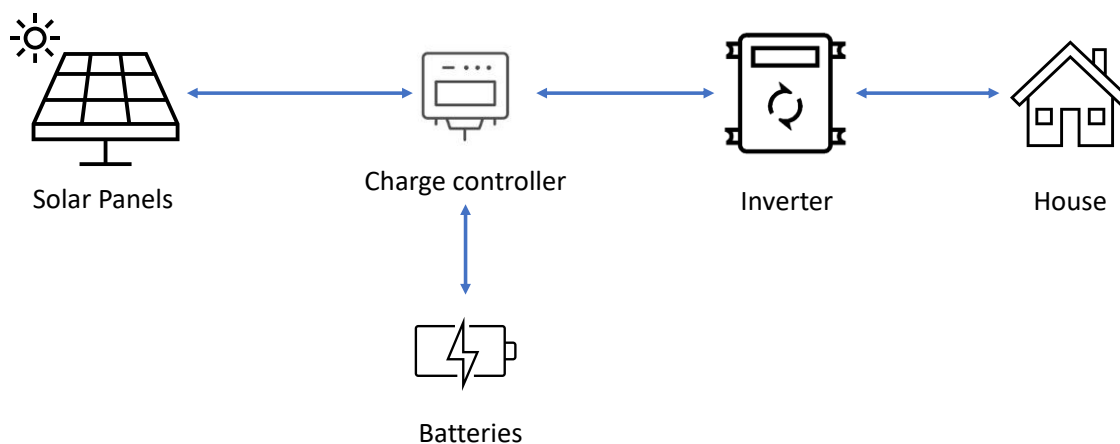 Solar Panels
Charge controller
Inverter
House
Batteries